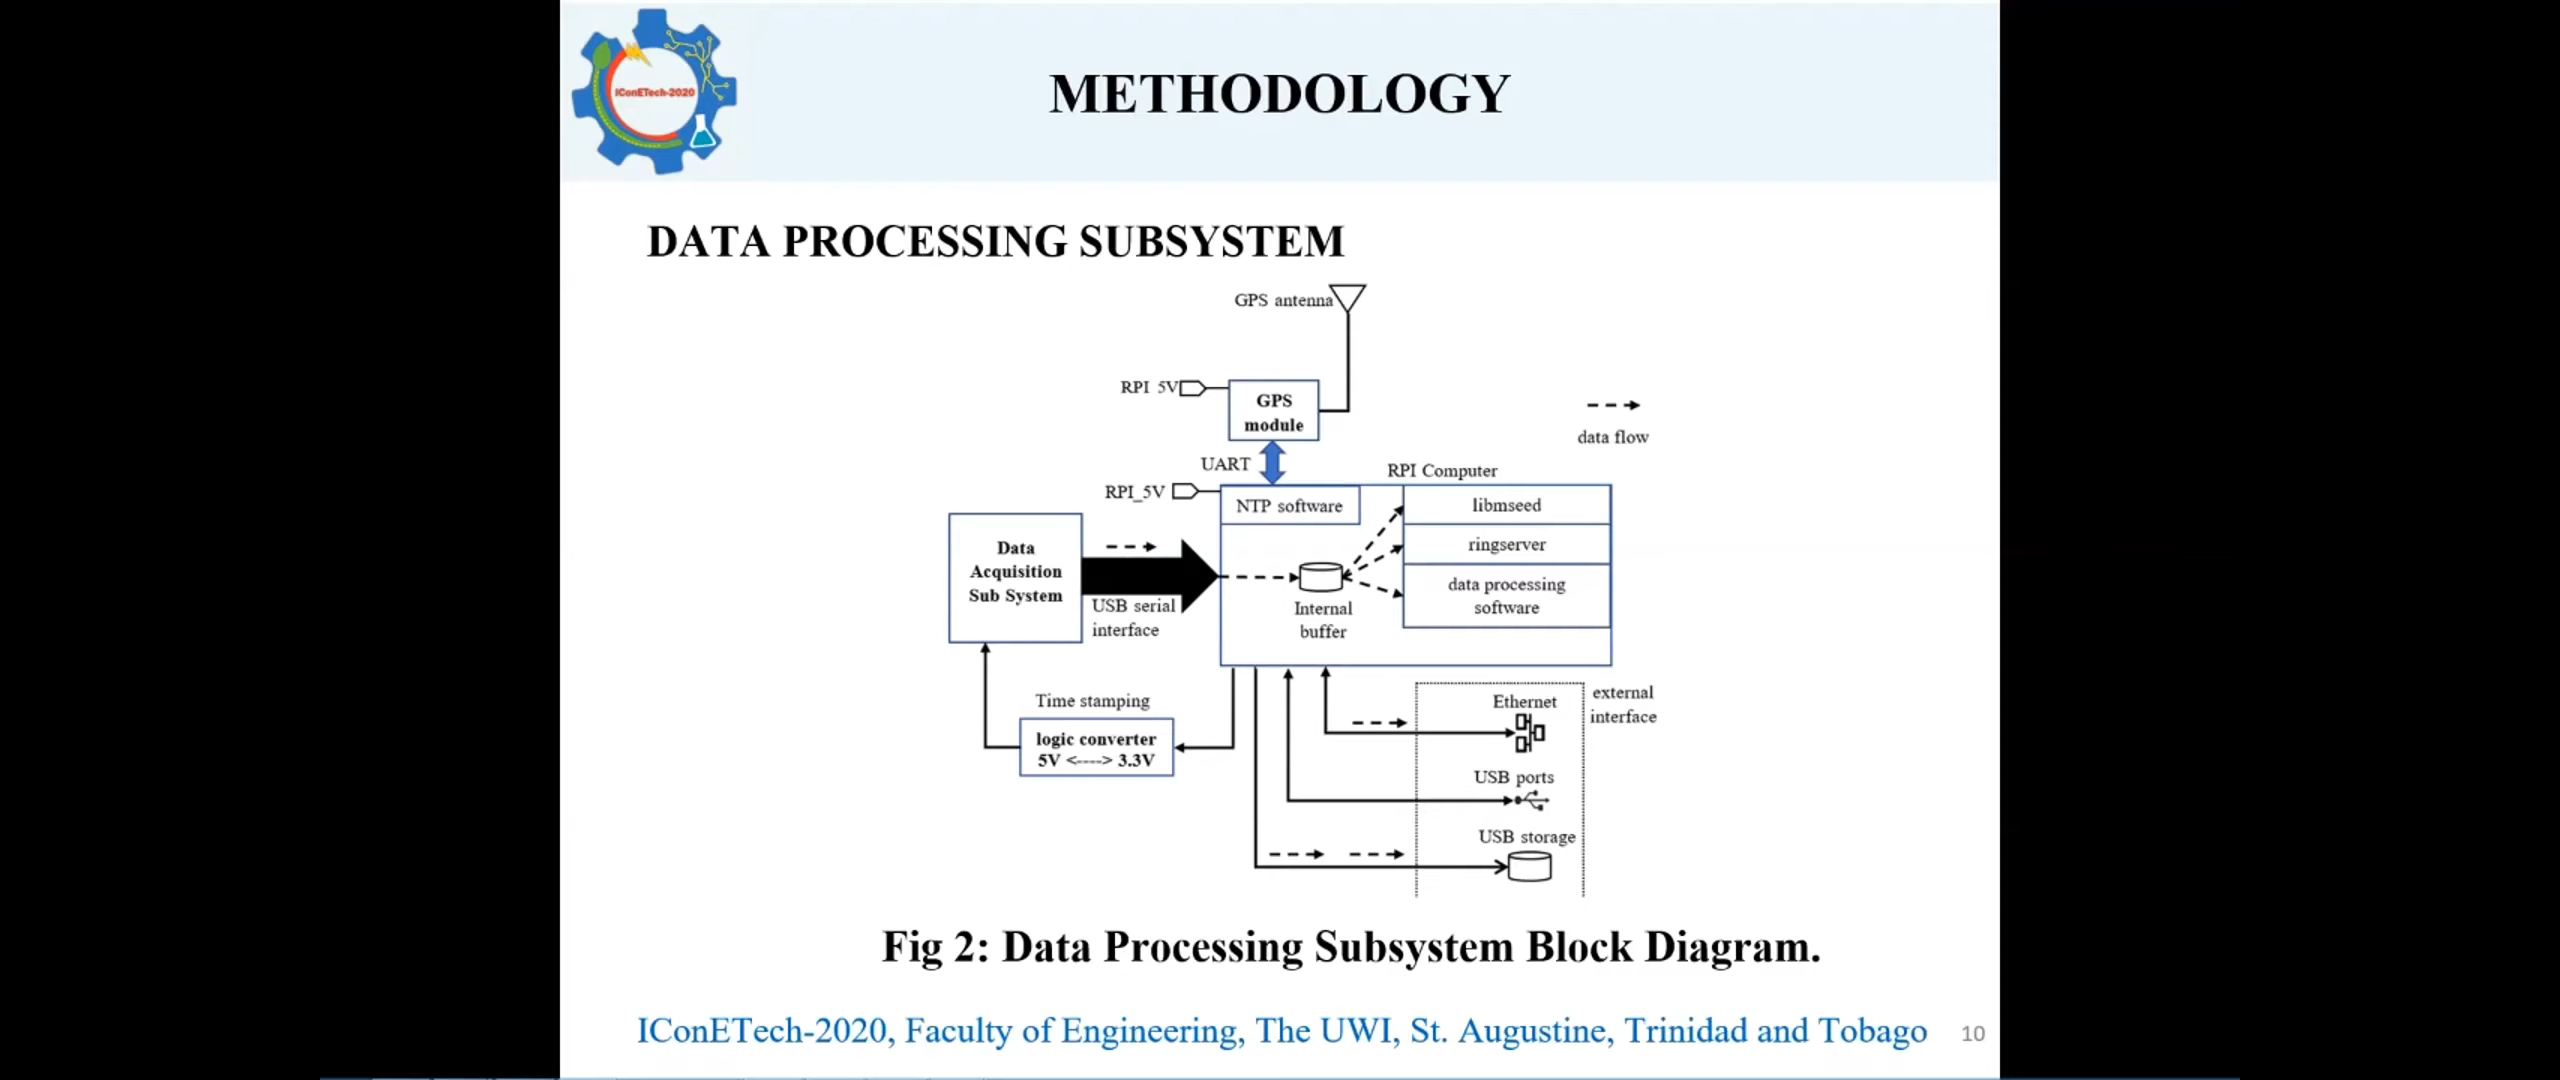 IConETech-2020
METHODOLOGY
DATA PROCESSING SUBSYSTEM
GPS antenna
RPI 5V
GPS
module
data flow
UART
RPI Computer
RPI_5V
NTP software
libmseed
ringserver
data processing
software
Data
Acquisition
Sub System
USB serial
interface
Internal
buffer
Time stamping
logic converter
5V <----> 3.3V
external
interface
Ethernet
USB ports
USB storage
Fig 2: Data Processing Subsystem Block Diagram.
IConETech-2020, Faculty of Engineering, The UWI, St. Augustine, Trinidad and Tobago
10